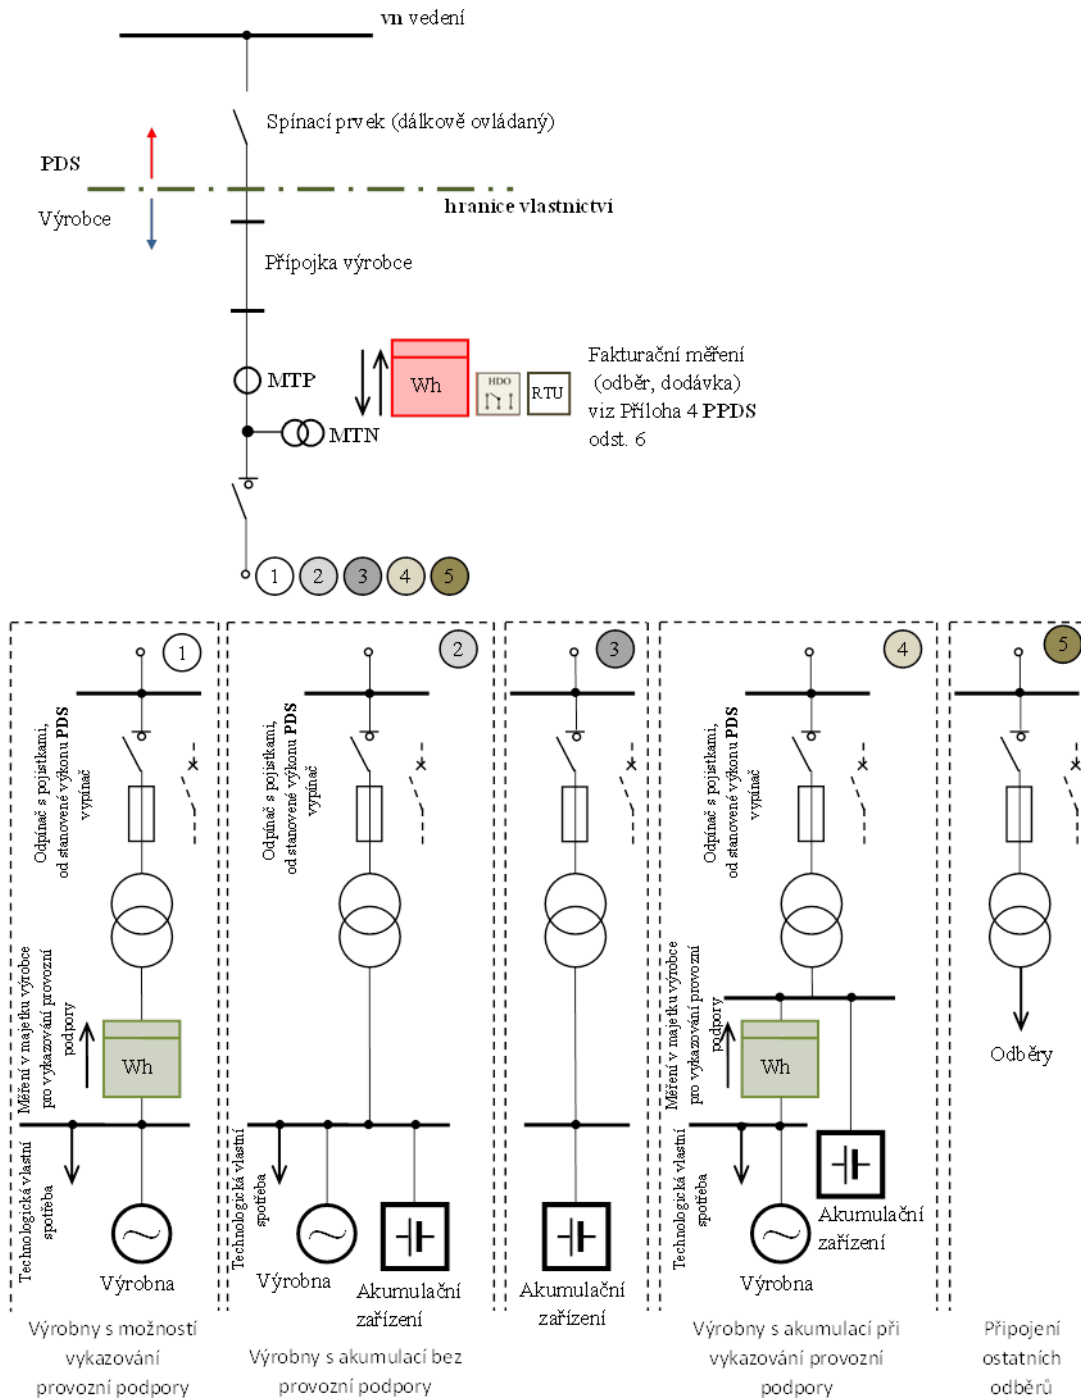 vn vedení
Spínací prvek (dálkově ovládaný)
PDS
hranice vlastnictví
Výrobce
Přípojka výrobce
MTP
Wh
HDO
RTU
Fakturační měření
(odběr, dodávka)
viz Příloha 4 PPDS
odst. 6
MTN
1
2
3
4
5
1
Odpínač s pojistkami,
od stanovené výkonu PDS
vypínač
Měření v majetku výrobce
pro vykazování provozní
podpory
Wh
Technologická vlastní
spotřeba
Výrobna
Výrobny s možností
vykazování
provozní podpory
2
Odpínač s pojistkami,
od stanovené výkonu PDS
vypínač
Technologická vlastní
spotřeba
Výrobna
Akumulační
zařízení
Výrobny s akumulací bez
provozní podpory
3
Akumulační
zařízení
4
Odpínač s pojistkami,
od stanovené výkonu PDS
vypínač
Měření v majetku výrobce
pro vykazování provozní
podpory
Wh
Technologická vlastní
spotřeba
Výrobna
Akumulační
zařízení
Výrobny s akumulací při
vykazování provozní
podpory
5
Odběry
Připojení
ostatních
odběrů